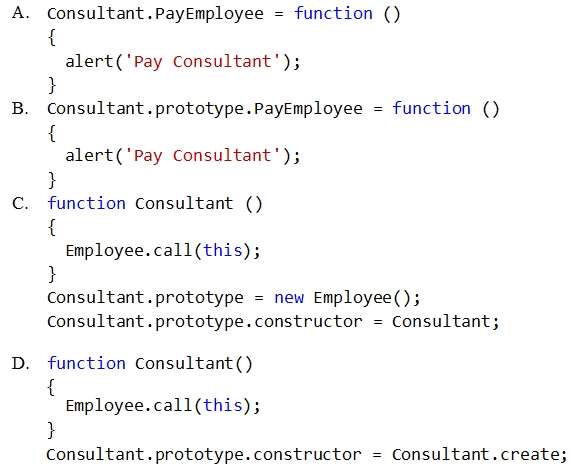 A. Consultant.PayEmployee = function ()
{
alert('Pay Consultant');
}
B. Consultant.prototype.PayEmployee = function ()
{
alert('Pay Consultant');
}
C. function Consultant ()
{
Employee.call(this);
}
Consultant.prototype = new Employee();
Consultant.prototype.constructor = Consultant;
D. function Consultant()
{
Employee.call(this);
}
Consultant.prototype.constructor = Consultant.create;